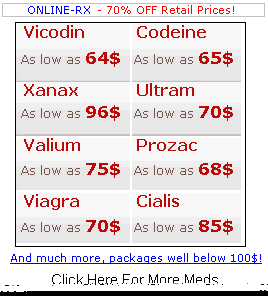 ONLINE-RX - 70% OFF Retail Prices!
Vicodin Codeine
As low as 64$ As low as 65$
Xanax Ultram
As low as 96$ As low as 70$
Valium Prozac
As low as 75$ As low as 68$
Viagra Cialis
As low as 70$ As low as 85$
And much more, packages well below 100$!
Click Here For More Meds